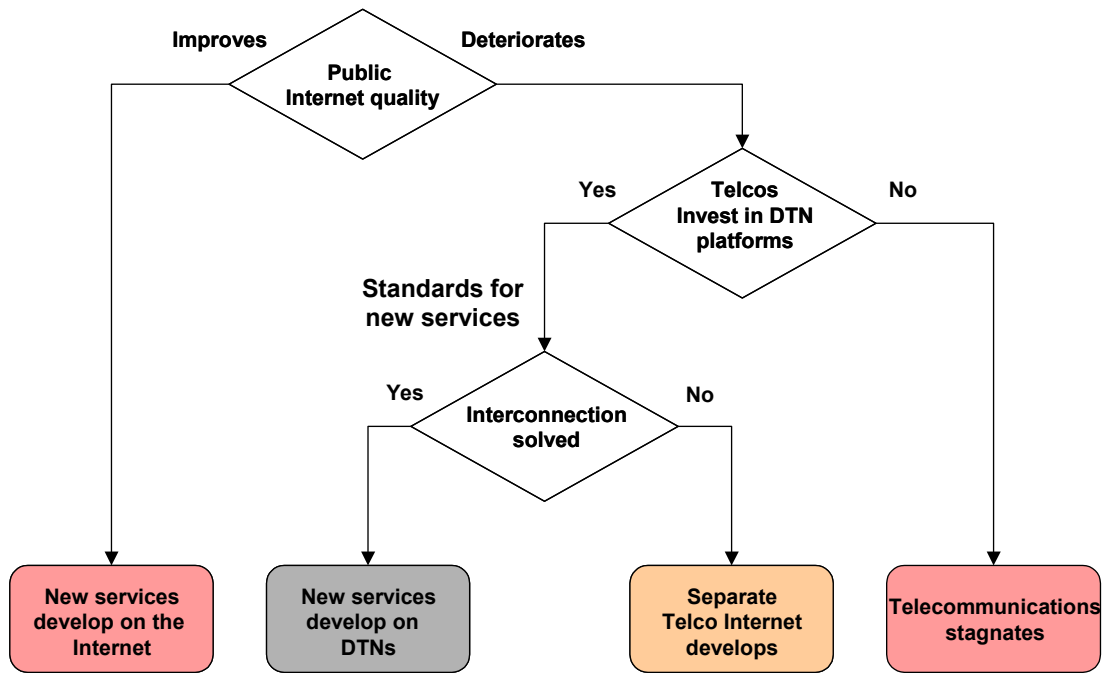 Improves
Deteriorates
Public
Internet quality
Yes
Telcos
Invest in DTN
platforms
No
Standards for
new services
Yes
Interconnection
solved
No
New services
develop on the
Internet
New services
develop on
DTNs
Separate
Telco Internet
develops
Telecommunications
stagnates